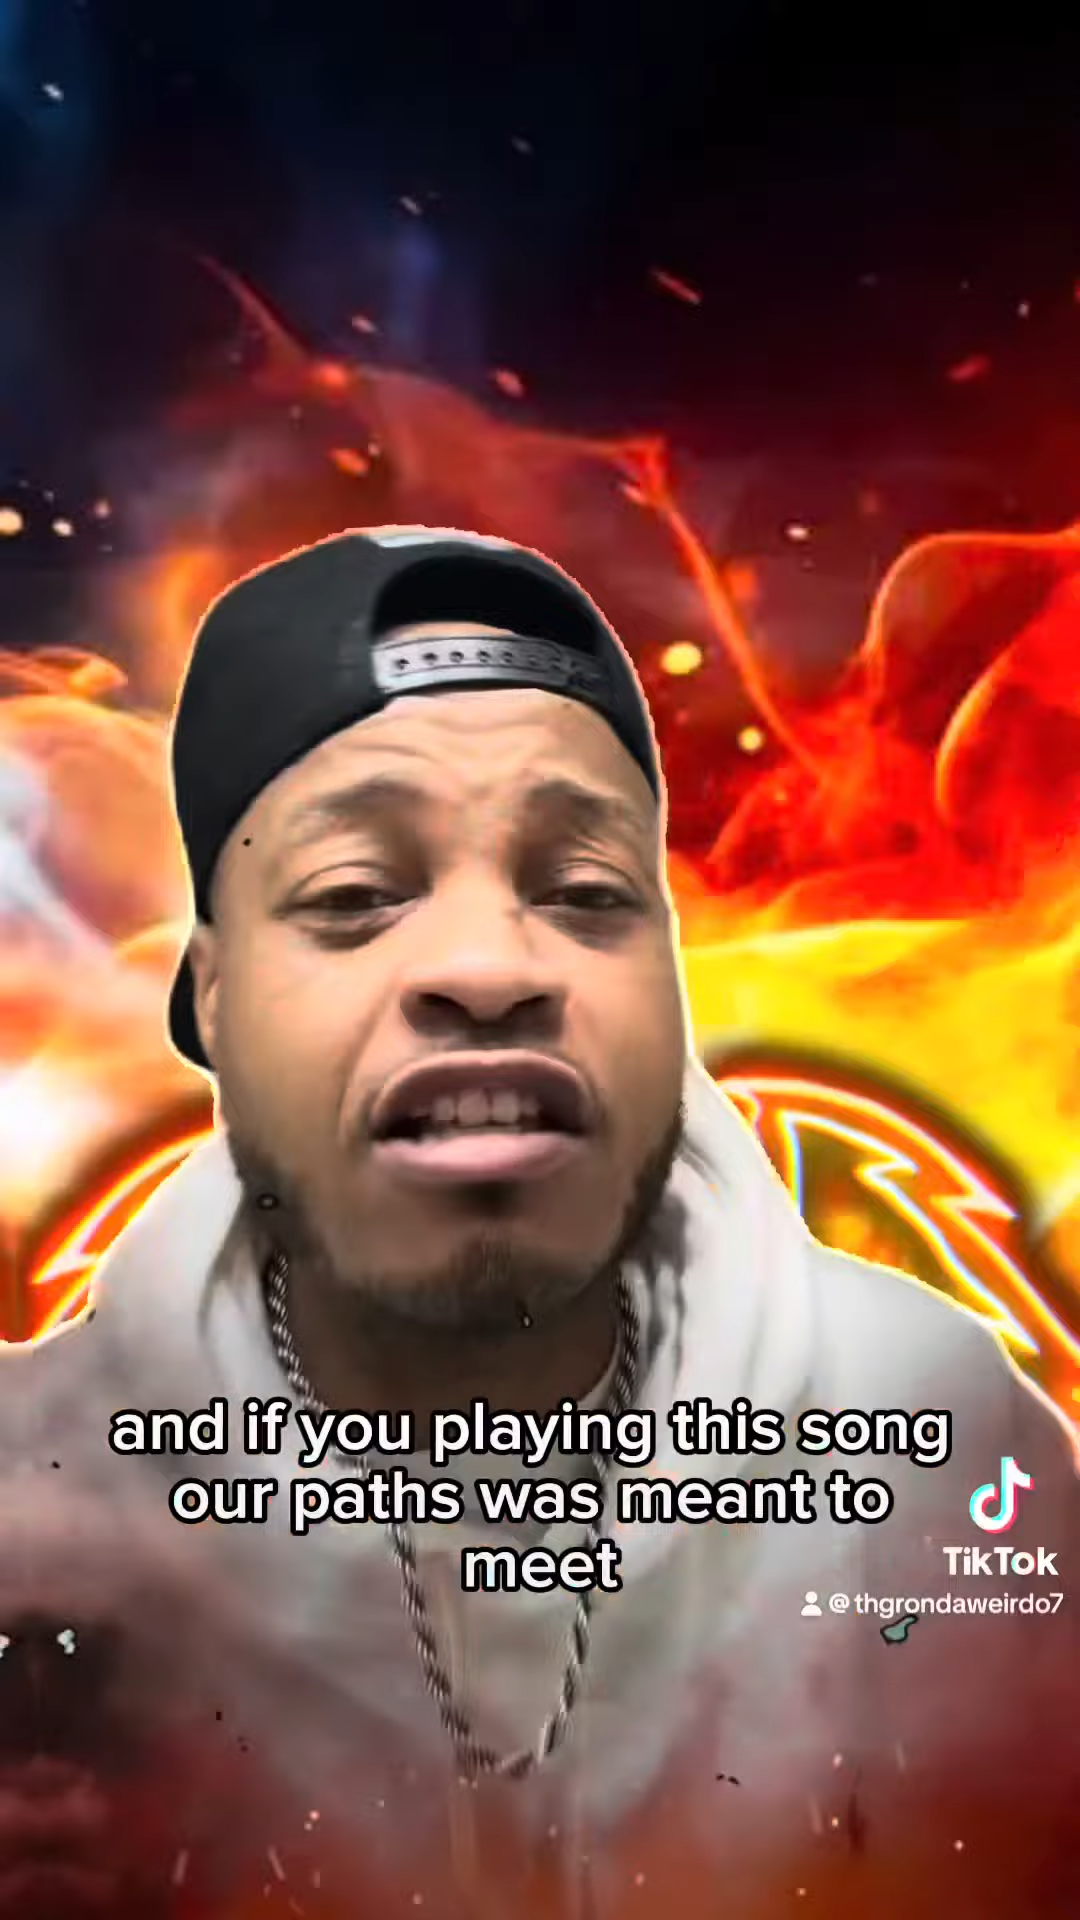 and if you playing this song
our paths was meant to
meet
TikTok
@thgrondaweirdo7